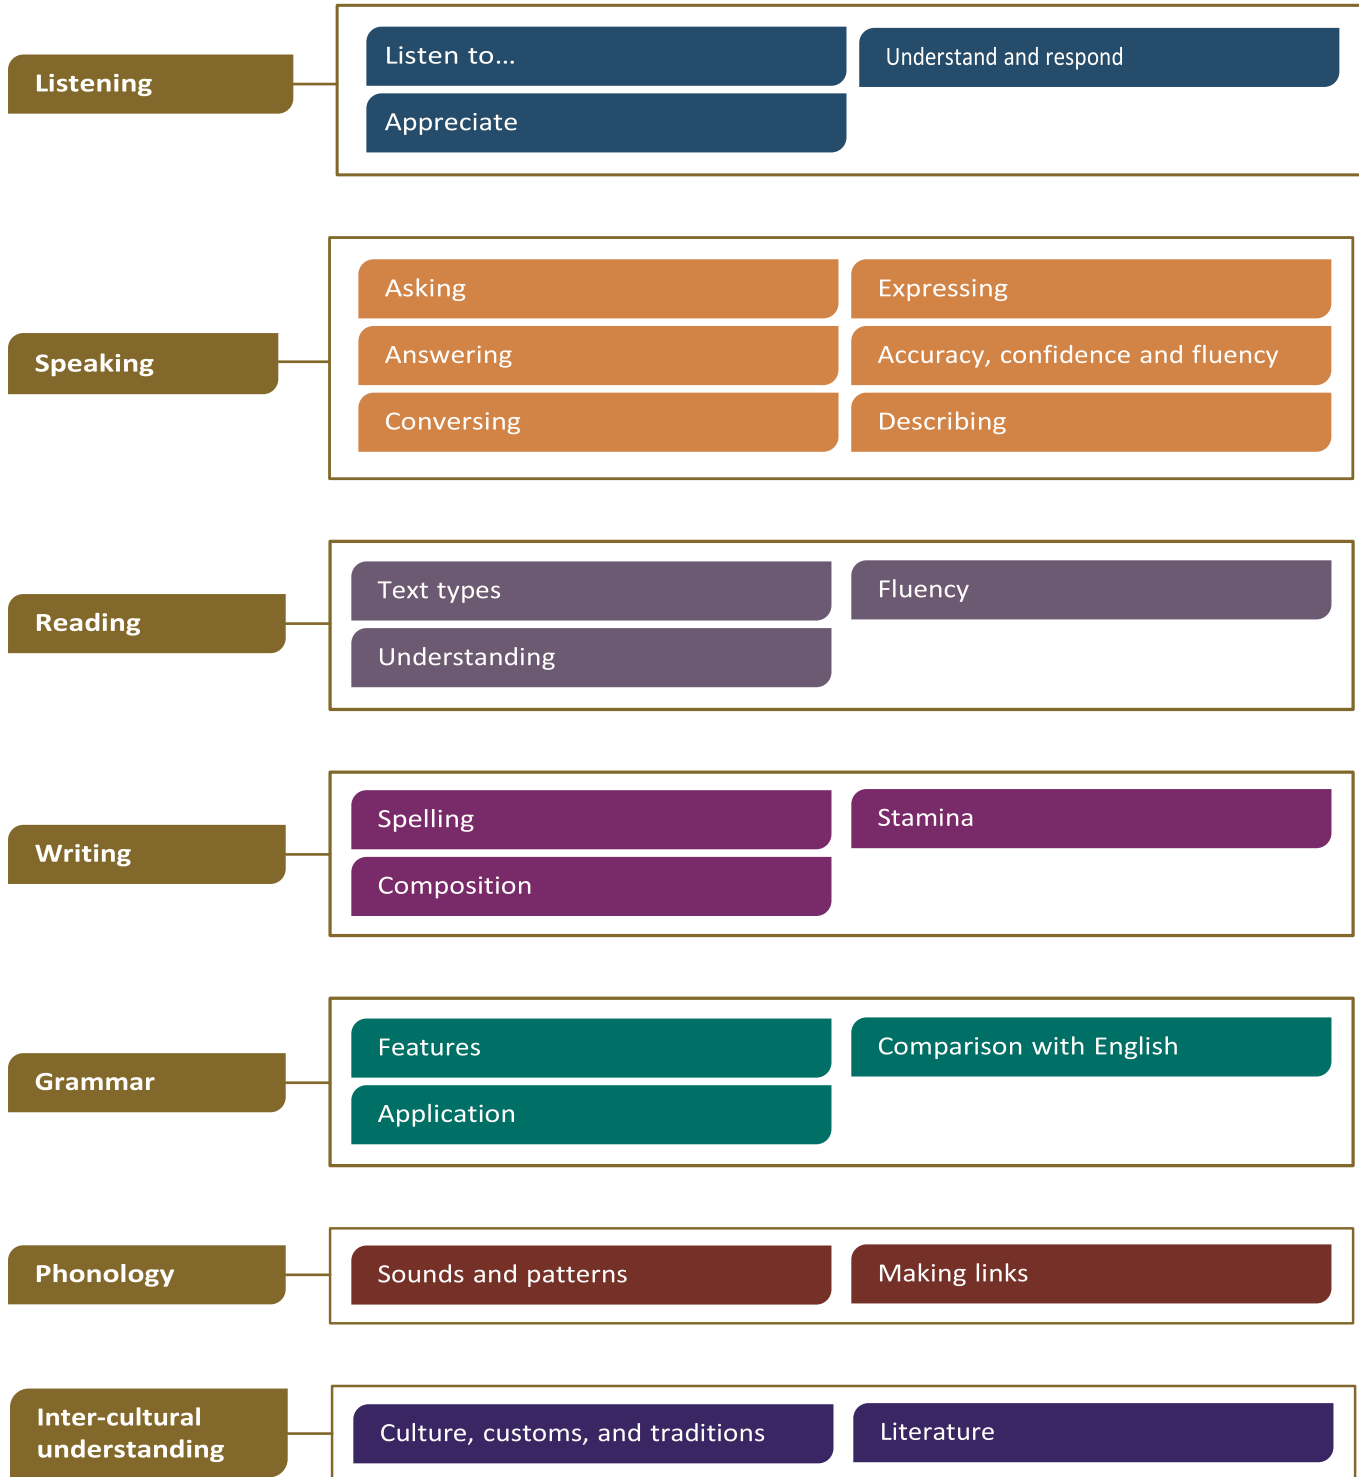 Listening
Listen to...
Understand and respond
Appreciate
Speaking
Asking
Expressing
Answering
Accuracy, confidence and fluency
Conversing
Describing
Reading
Text types
Fluency
Understanding
Writing
Spelling
Stamina
Composition
Grammar
Features
Comparison with English
Application
Phonology
Sounds and patterns
Making links
Inter-cultural
understanding
Culture, customs, and traditions
Literature